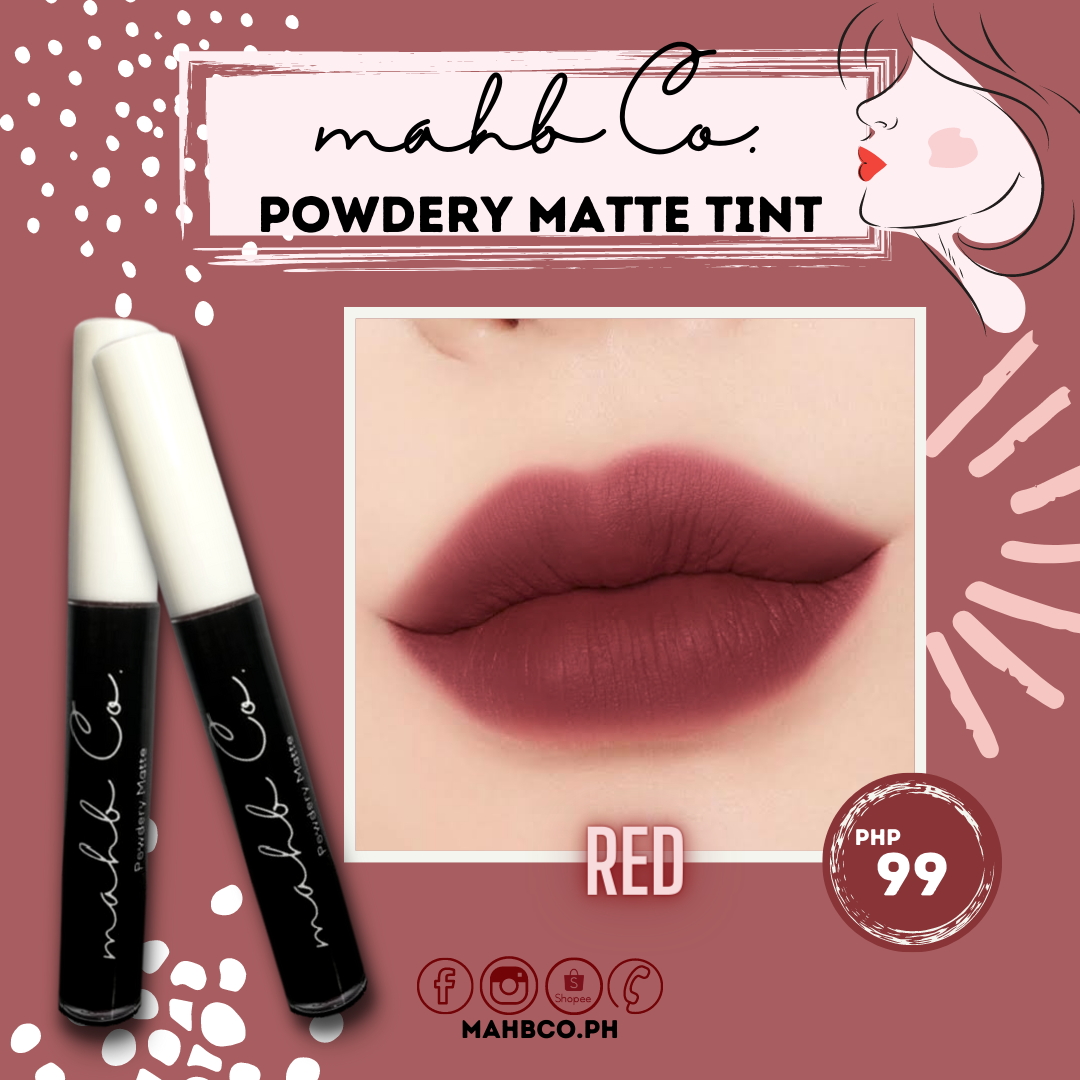 mahb Co.
POWDERY MATTE TINT
mahb Co.
Powdery Matte
mahb Co.
Powdery Matte
RED
PHP
99
Shopee
MAHBCO.PH